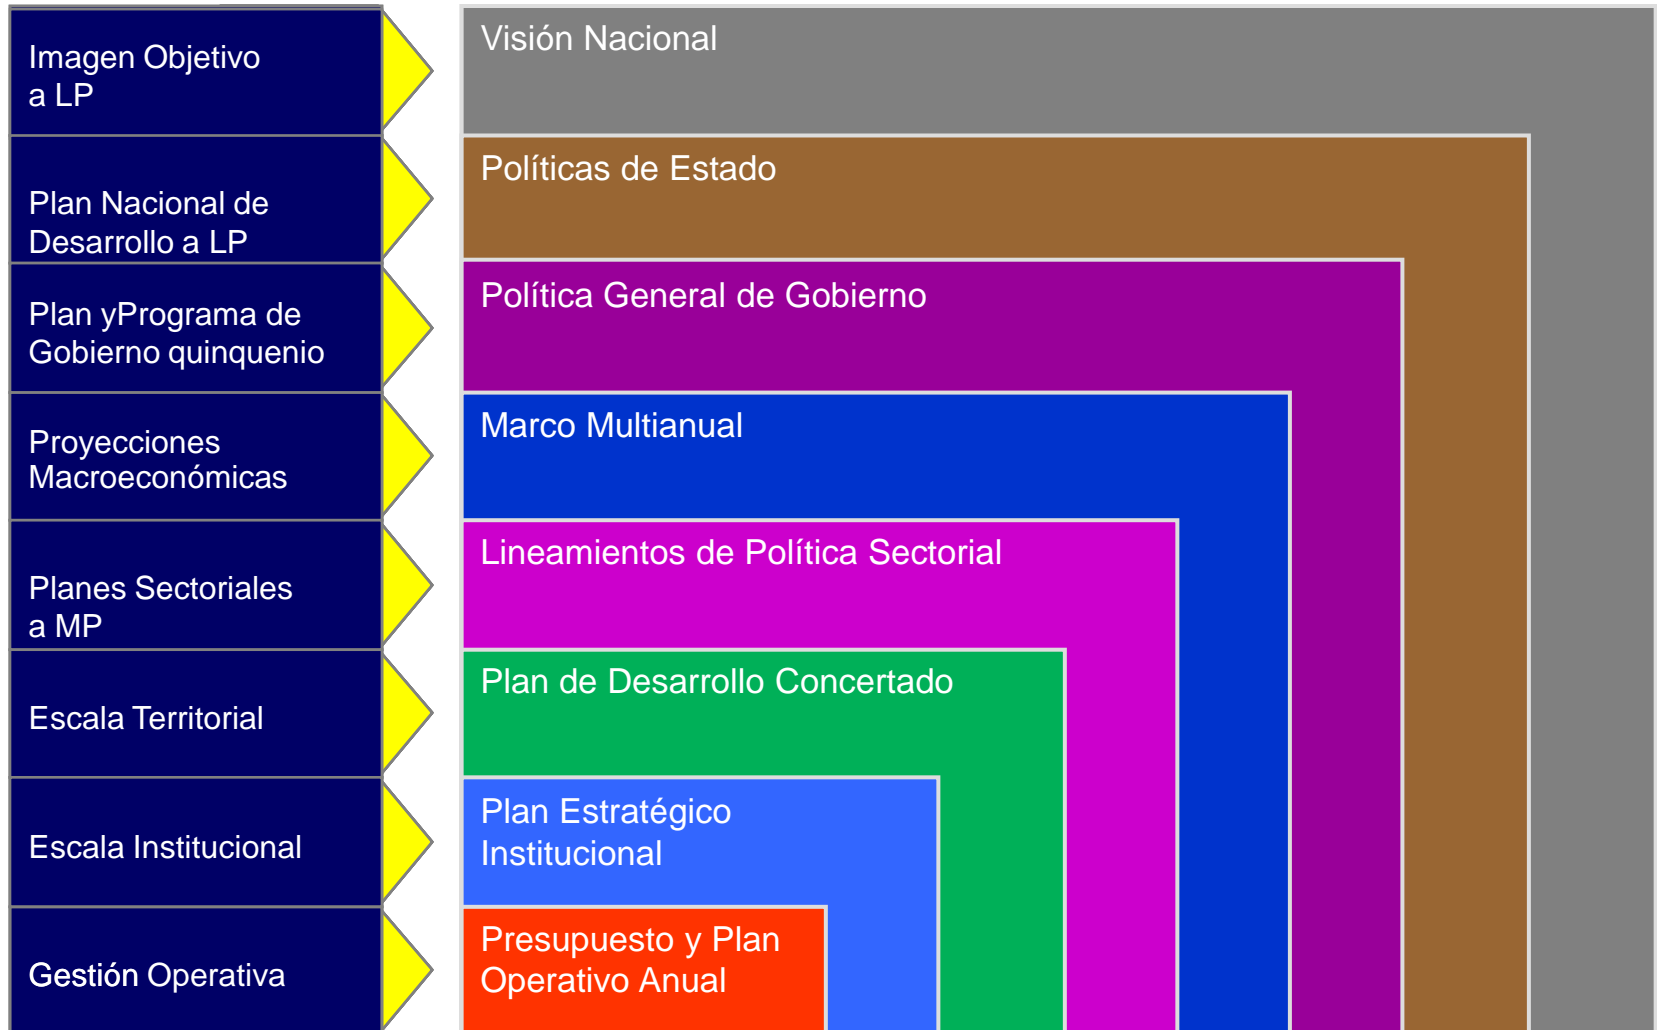 Imagen Objetivo
a LP
Visión Nacional
Plan Nacional de
Desarrollo a LP
Políticas de Estado
Plan yPrograma de
Gobierno quinquenio
Política General de Gobierno
Proyecciones
Macroeconómicas
Marco Multianual
Planes Sectoriales
a MP
Lineamientos de Política Sectorial
Escala Territorial
Plan de Desarrollo Concertado
Escala Institucional
Plan Estratégico
Institucional
Gestión Operativa
Presupuesto y Plan
Operativo Anual